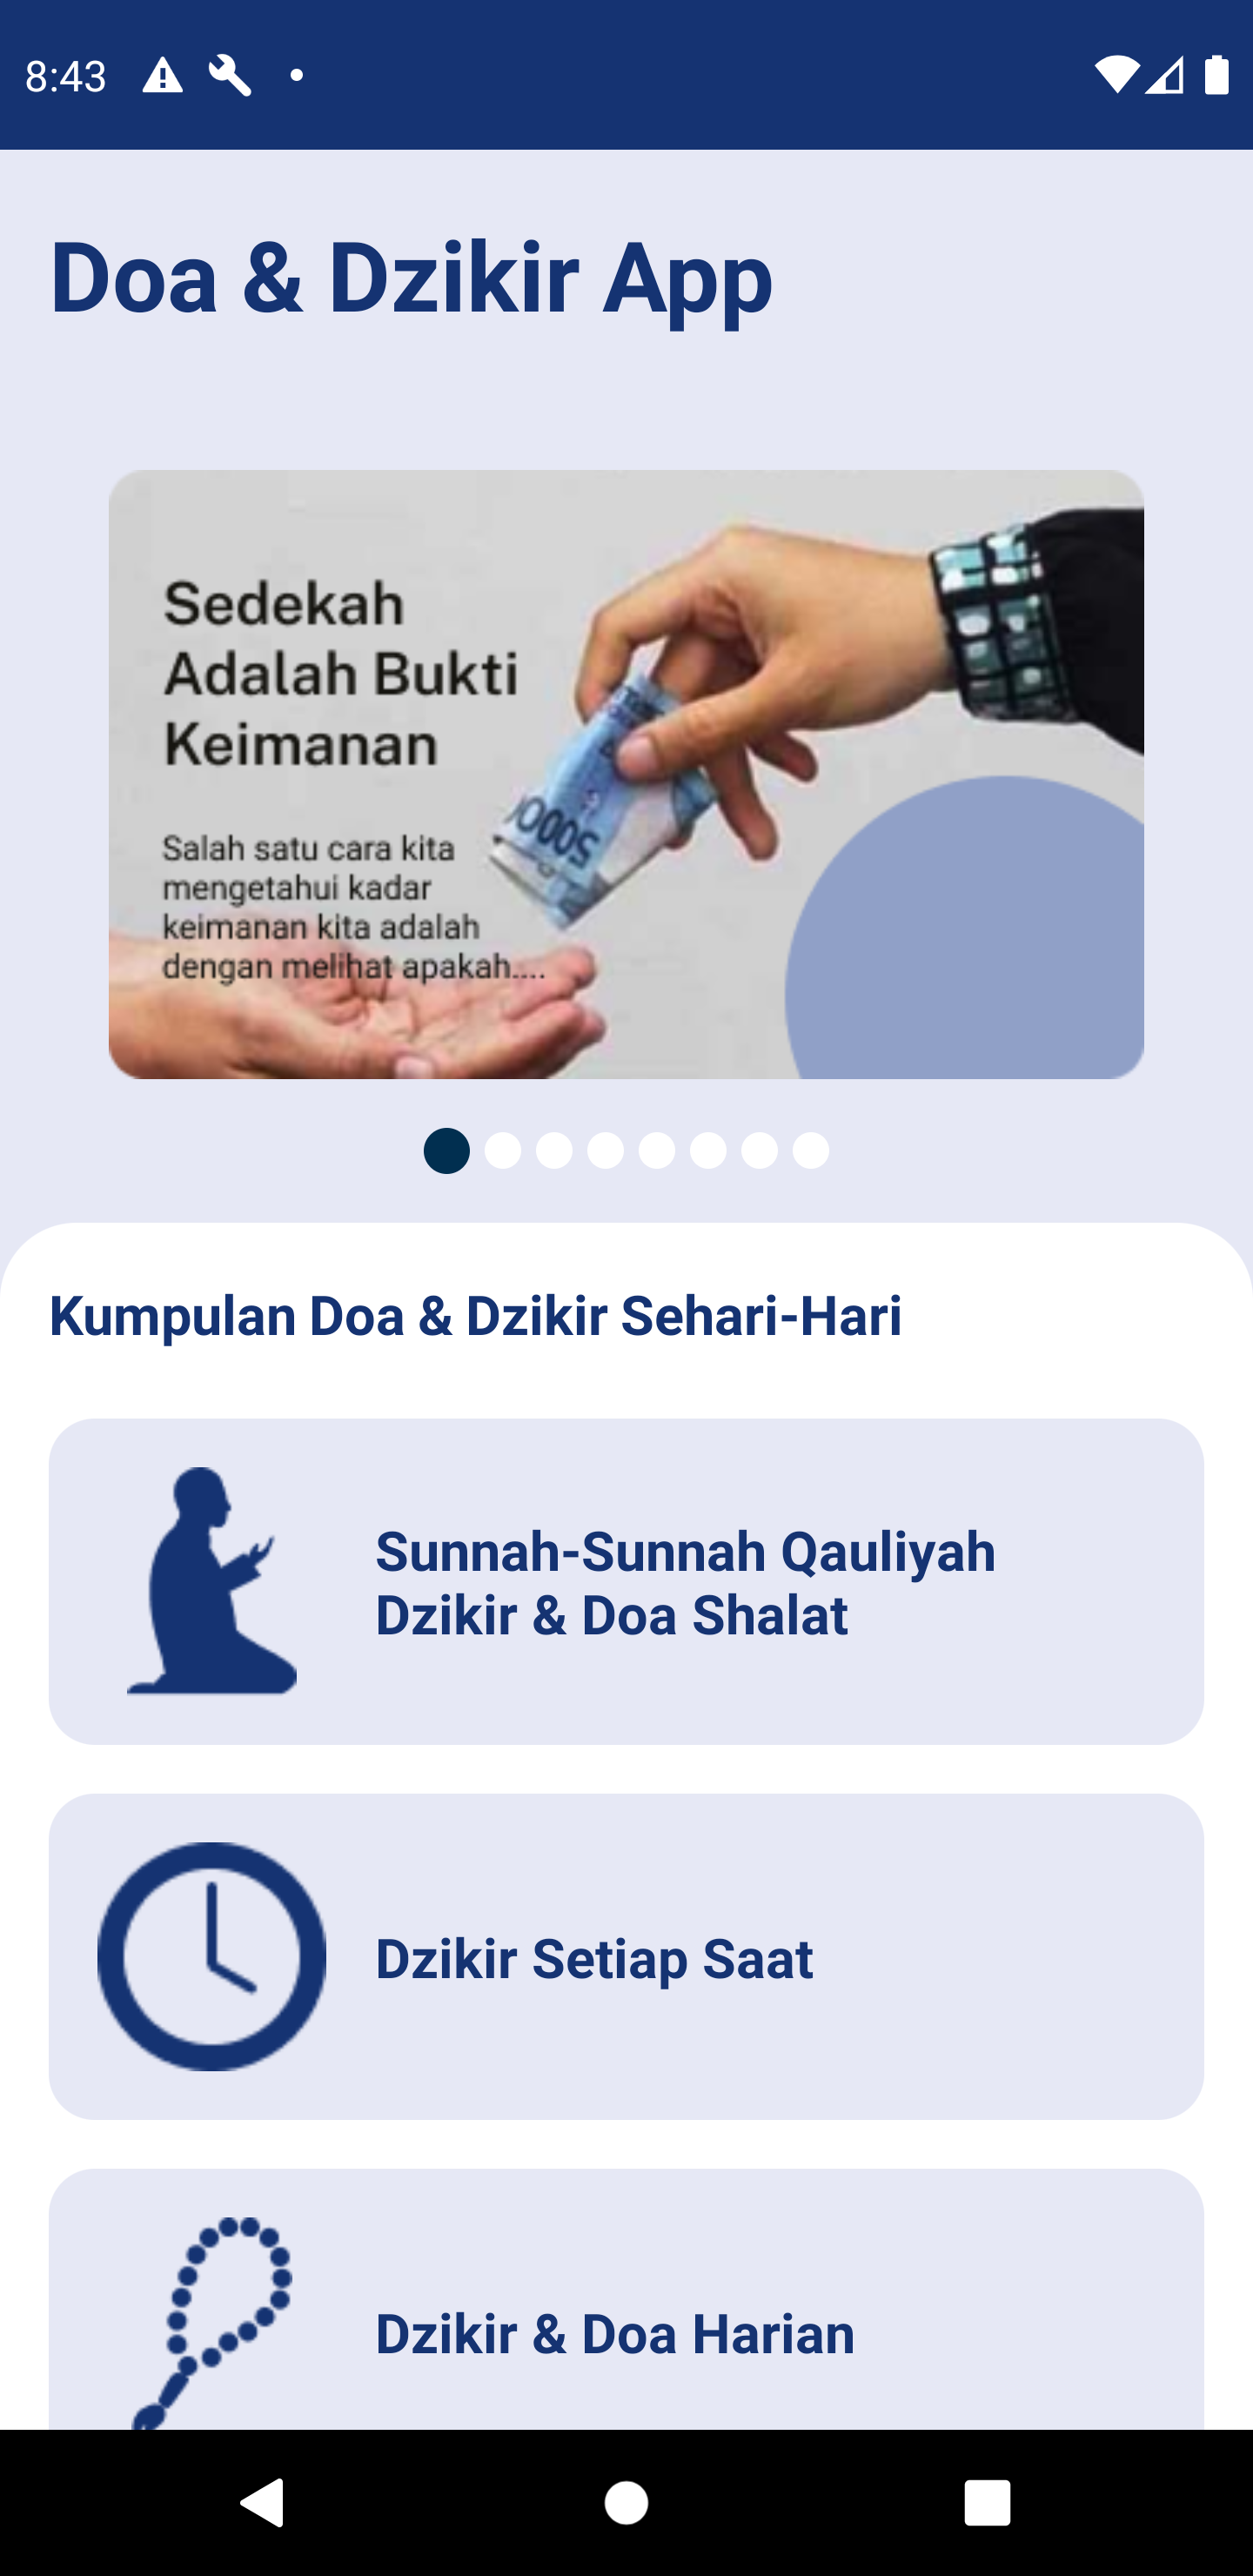 8:43
Doa & Dzikir App
Sedekah
Adalah Bukti
Keimanan
Salah satu cara kita
mengetahui kadar
keimanan kita adalah
dengan melihat apakah....
Kumpulan Doa & Dzikir Sehari-Hari
Sunnah-Sunnah Qauliyah
Dzikir & Doa Shalat
Dzikir Setiap Saat
Dzikir & Doa Harian